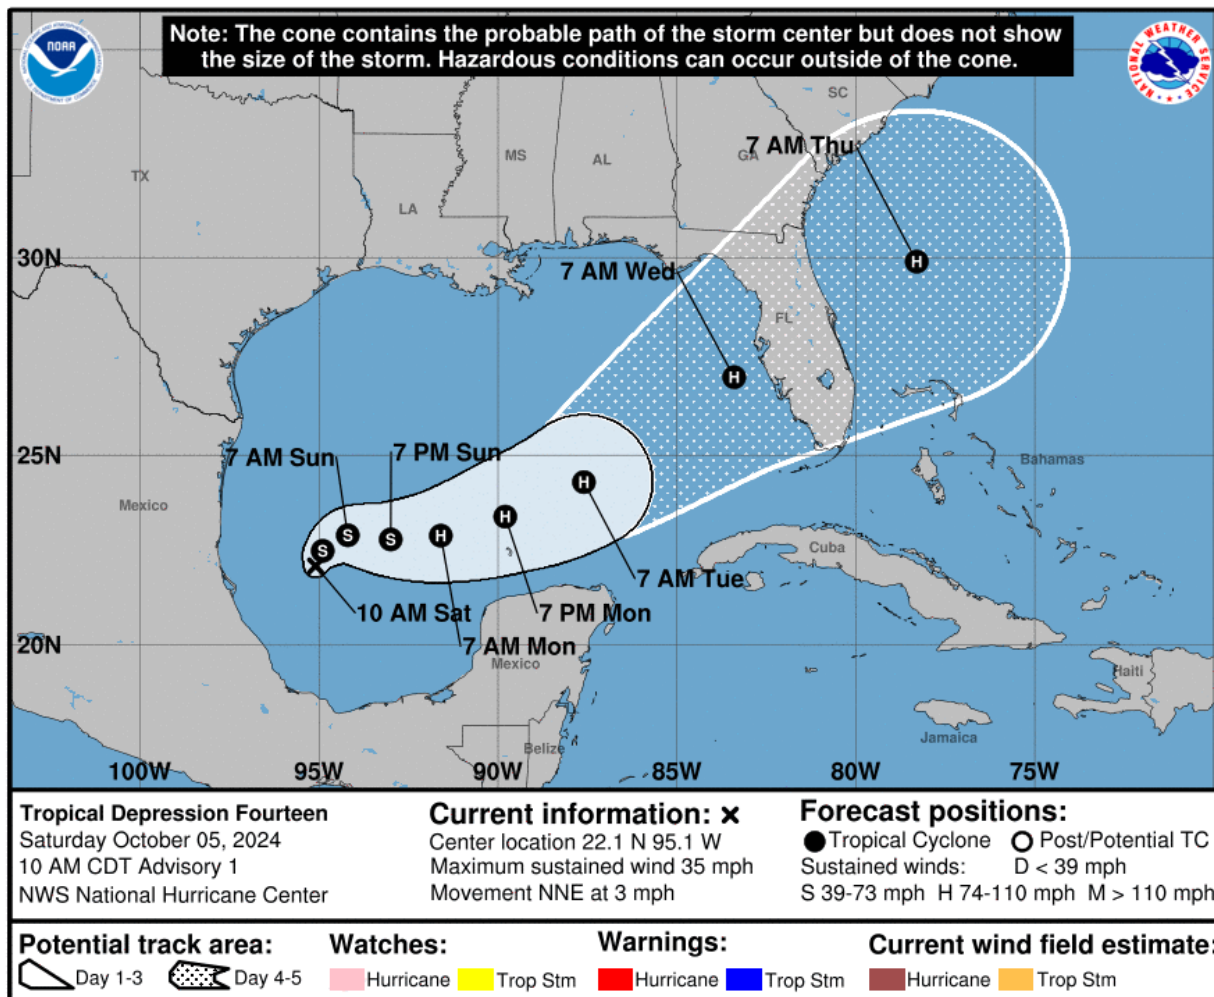 Note: The cone contains the probable path of the storm center but does not show
the size of the storm. Hazardous conditions can occur outside of the cone.
NOAA
NATIONAL WEATHER SERVICE
SC
7 AM Thu
GA
MS
AL
TX
LA
30N
7 AM Wed
FL
H
H
25N
7 AM Sun
7 PM Sun
Bahamas
Mexico
H
H
S
S
S
H
Cuba
7 AM Tue
10 AM Sat
7 PM Mon
20N
7 AM Mon
Mexico
Haiti
Jamaica
Belize
100W
95W
90W
85W
80W
75W
Tropical Depression Fourteen
Saturday October 05, 2024
10 AM CDT Advisory 1
NWS National Hurricane Center
Current information: x
Center location 22.1 N 95.1 W
Maximum sustained wind 35 mph
Movement NNE at 3 mph
Forecast positions:
Tropical Cyclone Post/Potential TC
Sustained winds: D < 39 mph
S 39-73 mph H 74-110 mph M > 110 mph
Potential track area:
Day 1-3 Day 4-5
Watches:
Hurricane Trop Stm
Warnings:
Hurricane Trop Stm
Current wind field estimate:
Hurricane Trop Stm